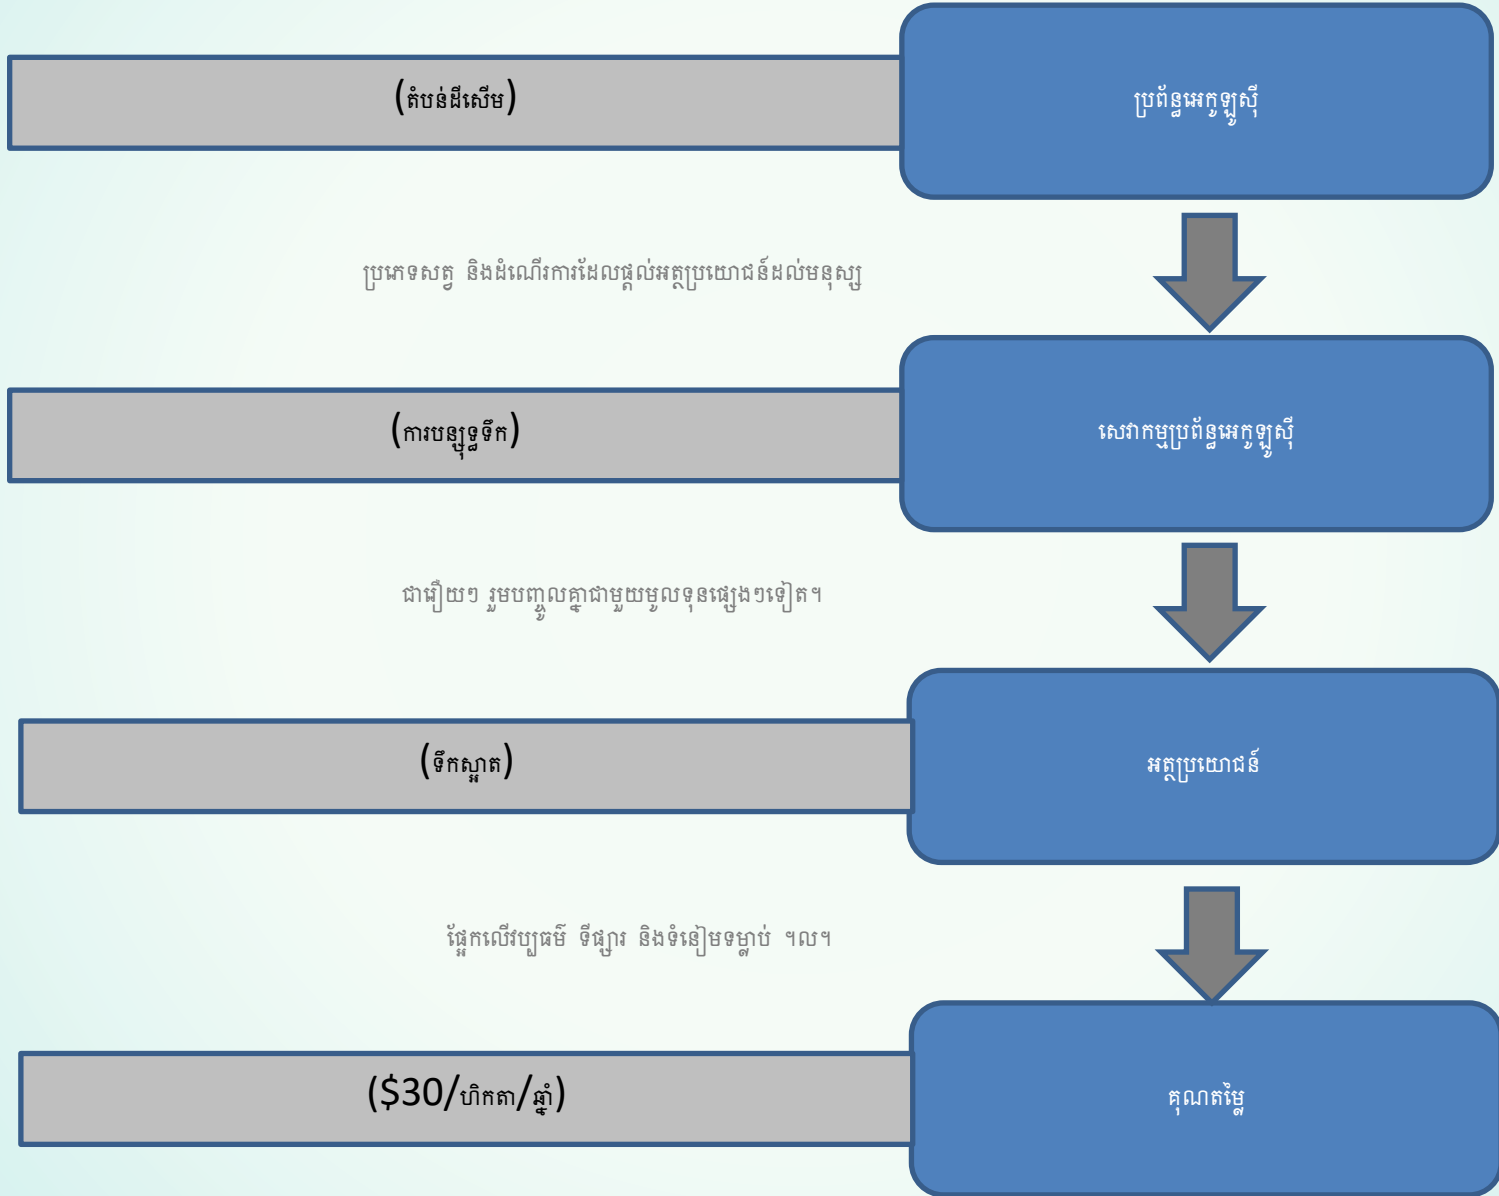 (តំបន់ដីសើម)
ប្រព័ន្ធអេកូឡូស៊ី
ប្រភេទសត្វ និងដំណើរការដែលផ្តល់អត្ថប្រយោជន៍ដល់មនុស្ស
(ការបន្សុទ្ធទឹក)
សេវាកម្មប្រព័ន្ធអេកូឡូស៊ី
ជារឿយៗ រួមបញ្ចូលគ្នាជាមួយមូលទុនផ្សេងៗទៀត។
(ទឹកស្អាត)
អត្ថប្រយោជន៍
ផ្អែកលើវប្បធម៌ ទីផ្សារ និងទំនៀមទម្លាប់ ។ល។
($30/ហិកតា/ឆ្នាំ)
គុណតម្លៃ